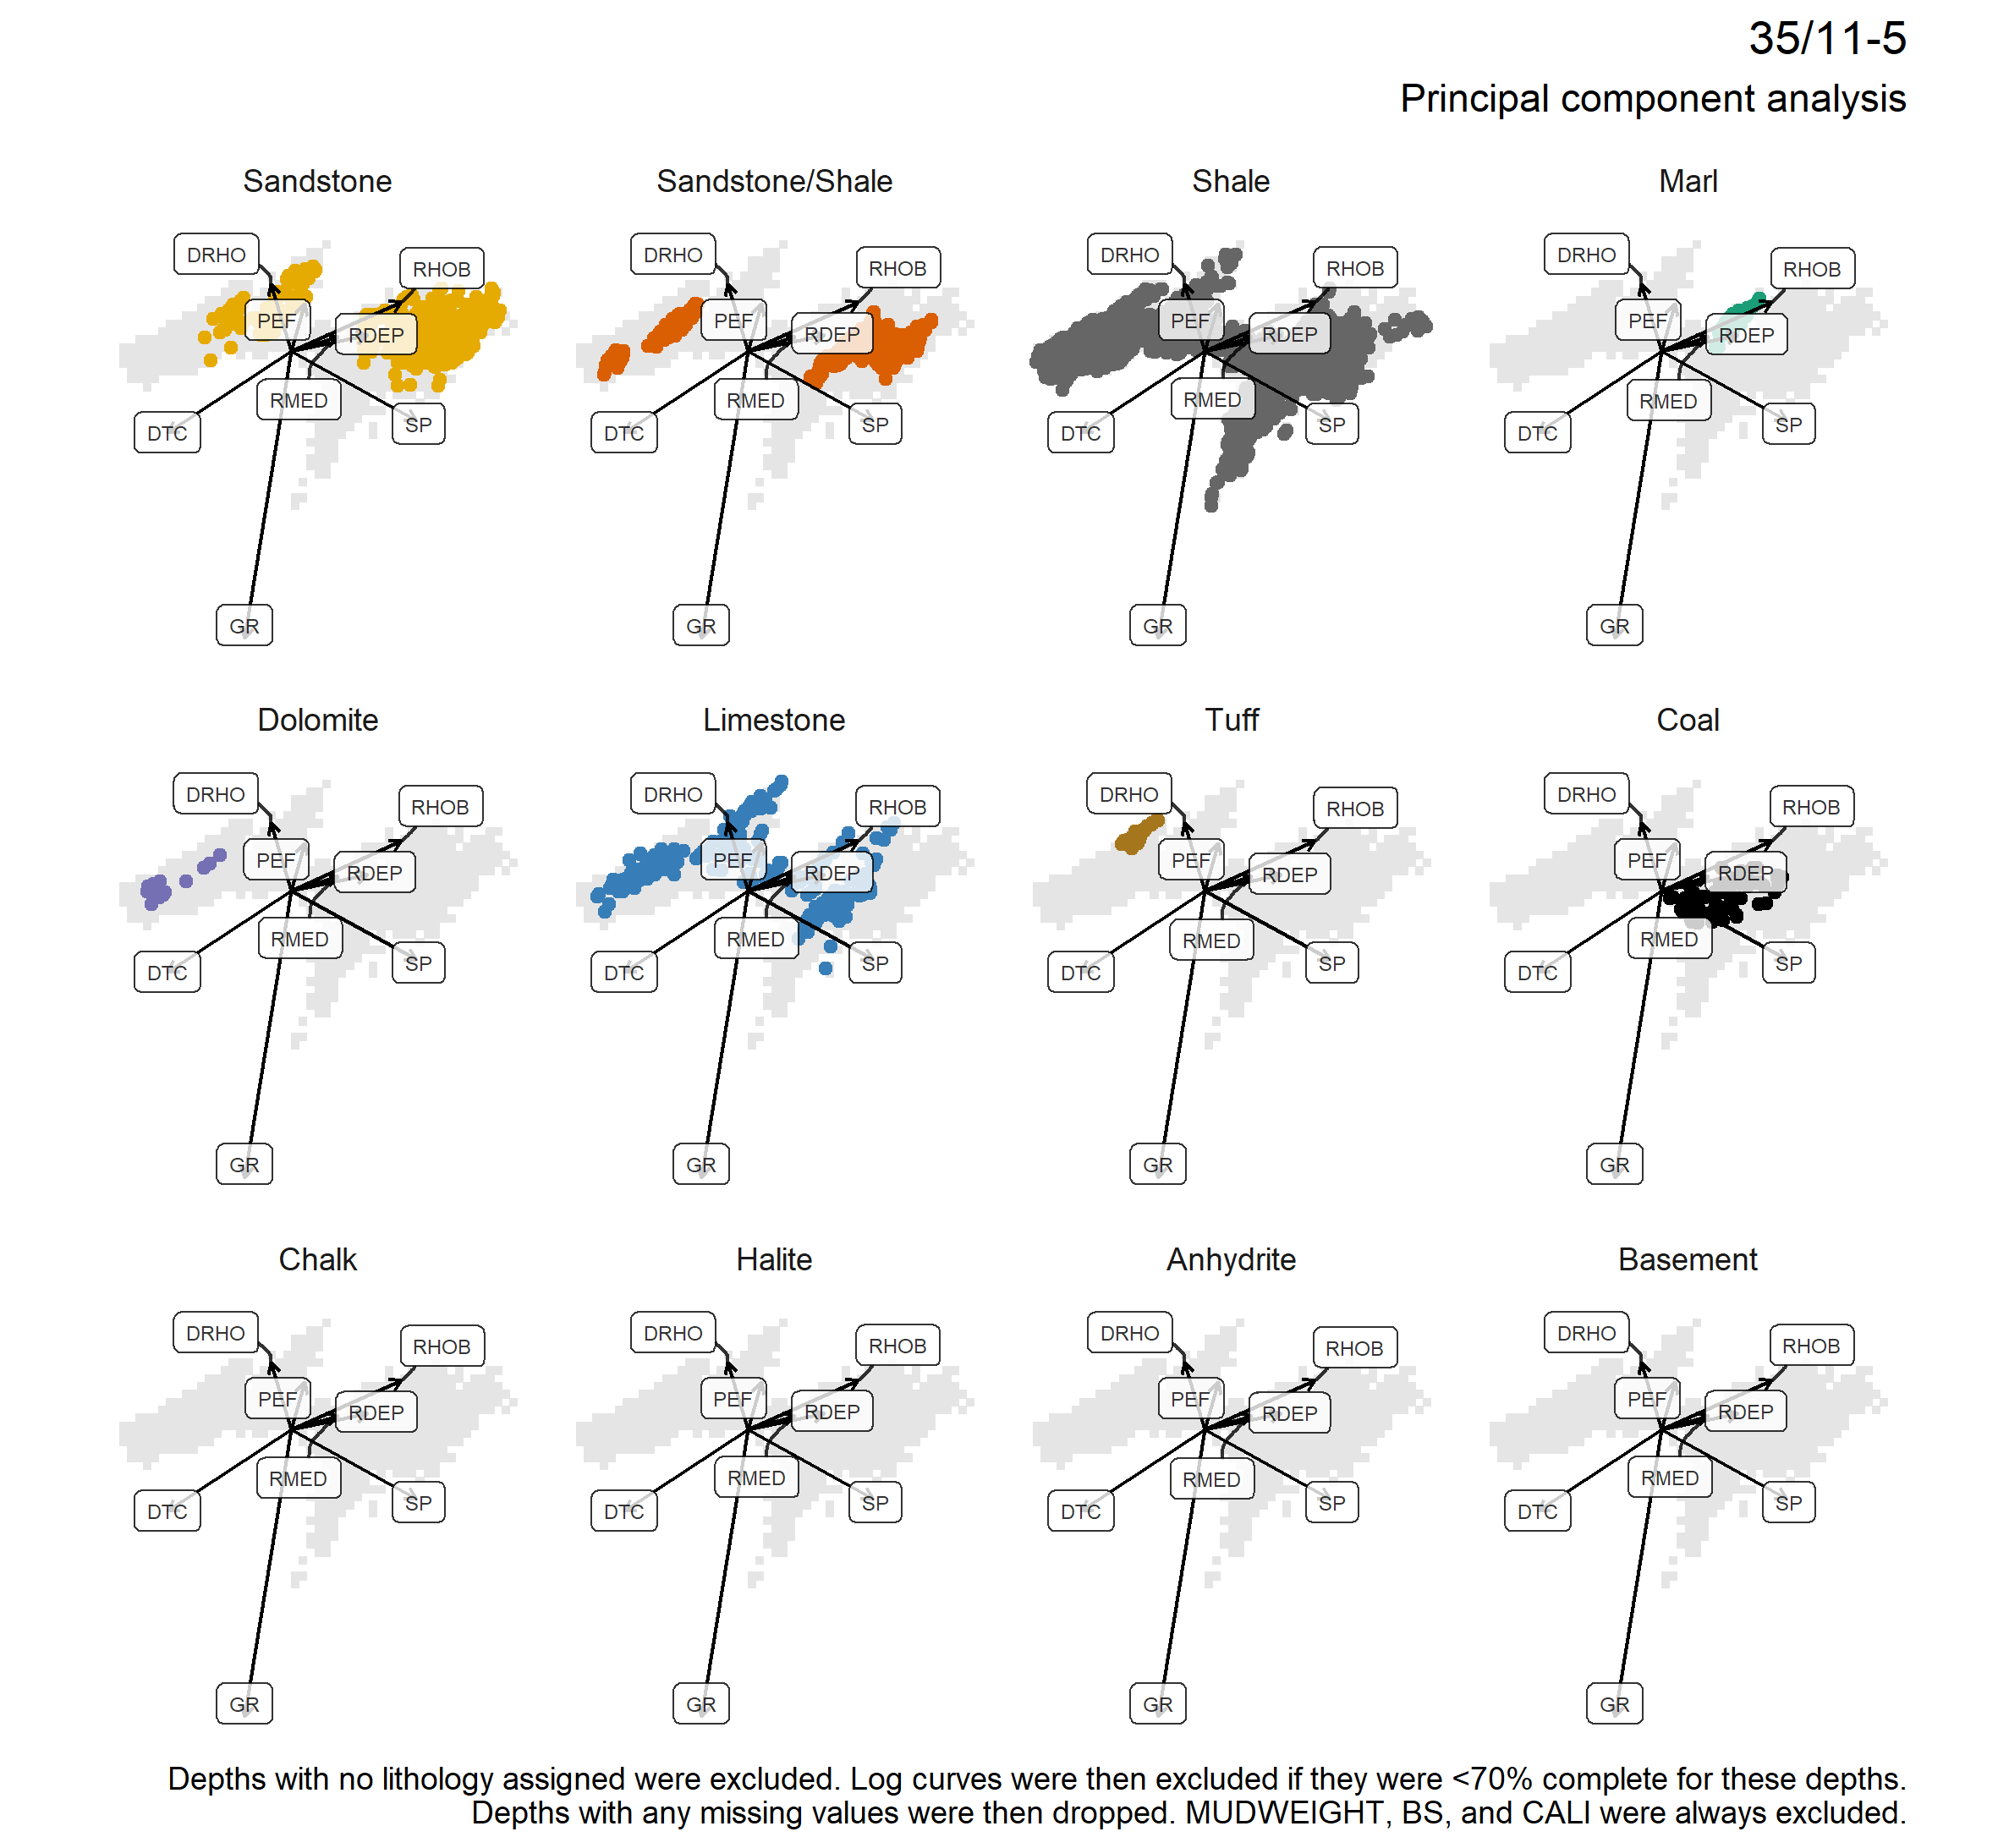 35/11-5
Principal component analysis
Sandstone
DRHO
RHOB
PEF
RDEP
RMED
SP
DTC
GR
Sandstone/Shale
DRHO
RHOB
PEF
RDEP
RMED
SP
DTC
GR
Shale
DRHO
RHOB
PEF
RDEP
RMED
SP
DTC
GR
Marl
DRHO
RHOB
PEF
RDEP
RMED
SP
DTC
GR
Dolomite
DRHO
RHOB
PEF
RDEP
RMED
SP
DTC
GR
Limestone
DRHO
RHOB
PEF
RDEP
RMED
SP
DTC
GR
Tuff
DRHO
RHOB
PEF
RDEP
RMED
SP
DTC
GR
Coal
DRHO
RHOB
PEF
RDEP
RMED
SP
DTC
GR
Chalk
DRHO
RHOB
PEF
RDEP
RMED
SP
DTC
GR
Halite
DRHO
RHOB
PEF
RDEP
RMED
SP
DTC
GR
Anhydrite
DRHO
RHOB
PEF
RDEP
RMED
SP
DTC
GR
Basement
DRHO
RHOB
PEF
RDEP
RMED
SP
DTC
GR
Depths with no lithology assigned were excluded. Log curves were then excluded if they were <70% complete for these depths.
Depths with any missing values were then dropped. MUDWEIGHT, BS, and CALI were always excluded.